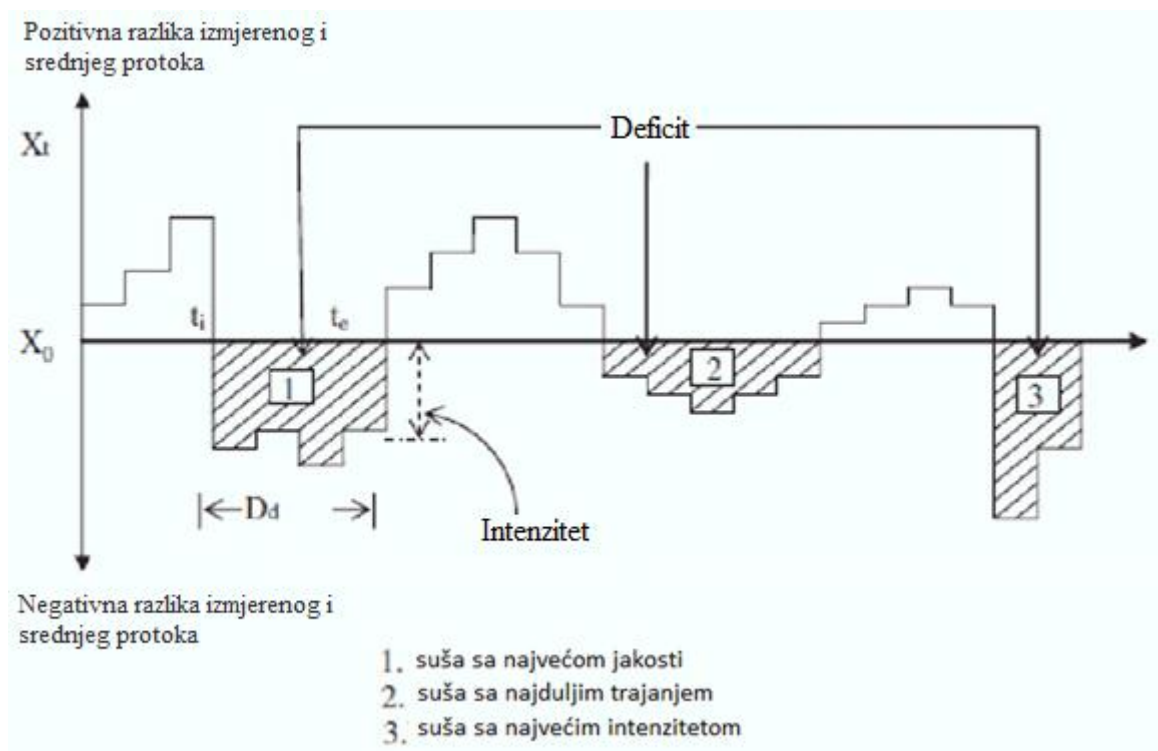 Pozitivna razlika izmjerenog i
srednjeg protoka
Xt
Deficit
ti
te
X0
1
2
3
Dd
Intenzitet
Negativna razlika izmjerenog i
srednjeg protoka
1. suša sa najvećom jakosti
2. suša sa najduljim trajanjem
3. suša sa najvećim intenzitetom